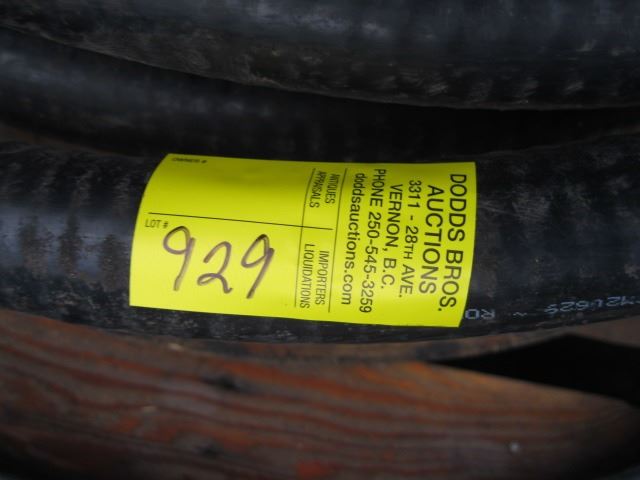 OWNER #
LOT #
929
ANTIQUES
APPRAISALS
IMPORTERS
LIQUIDATIONS
DODDS BROS.
AUCTIONS
3311 - 28TH AVE.
VERNON, B.C.
PHONE 250-545-3259
doddsauctions.com